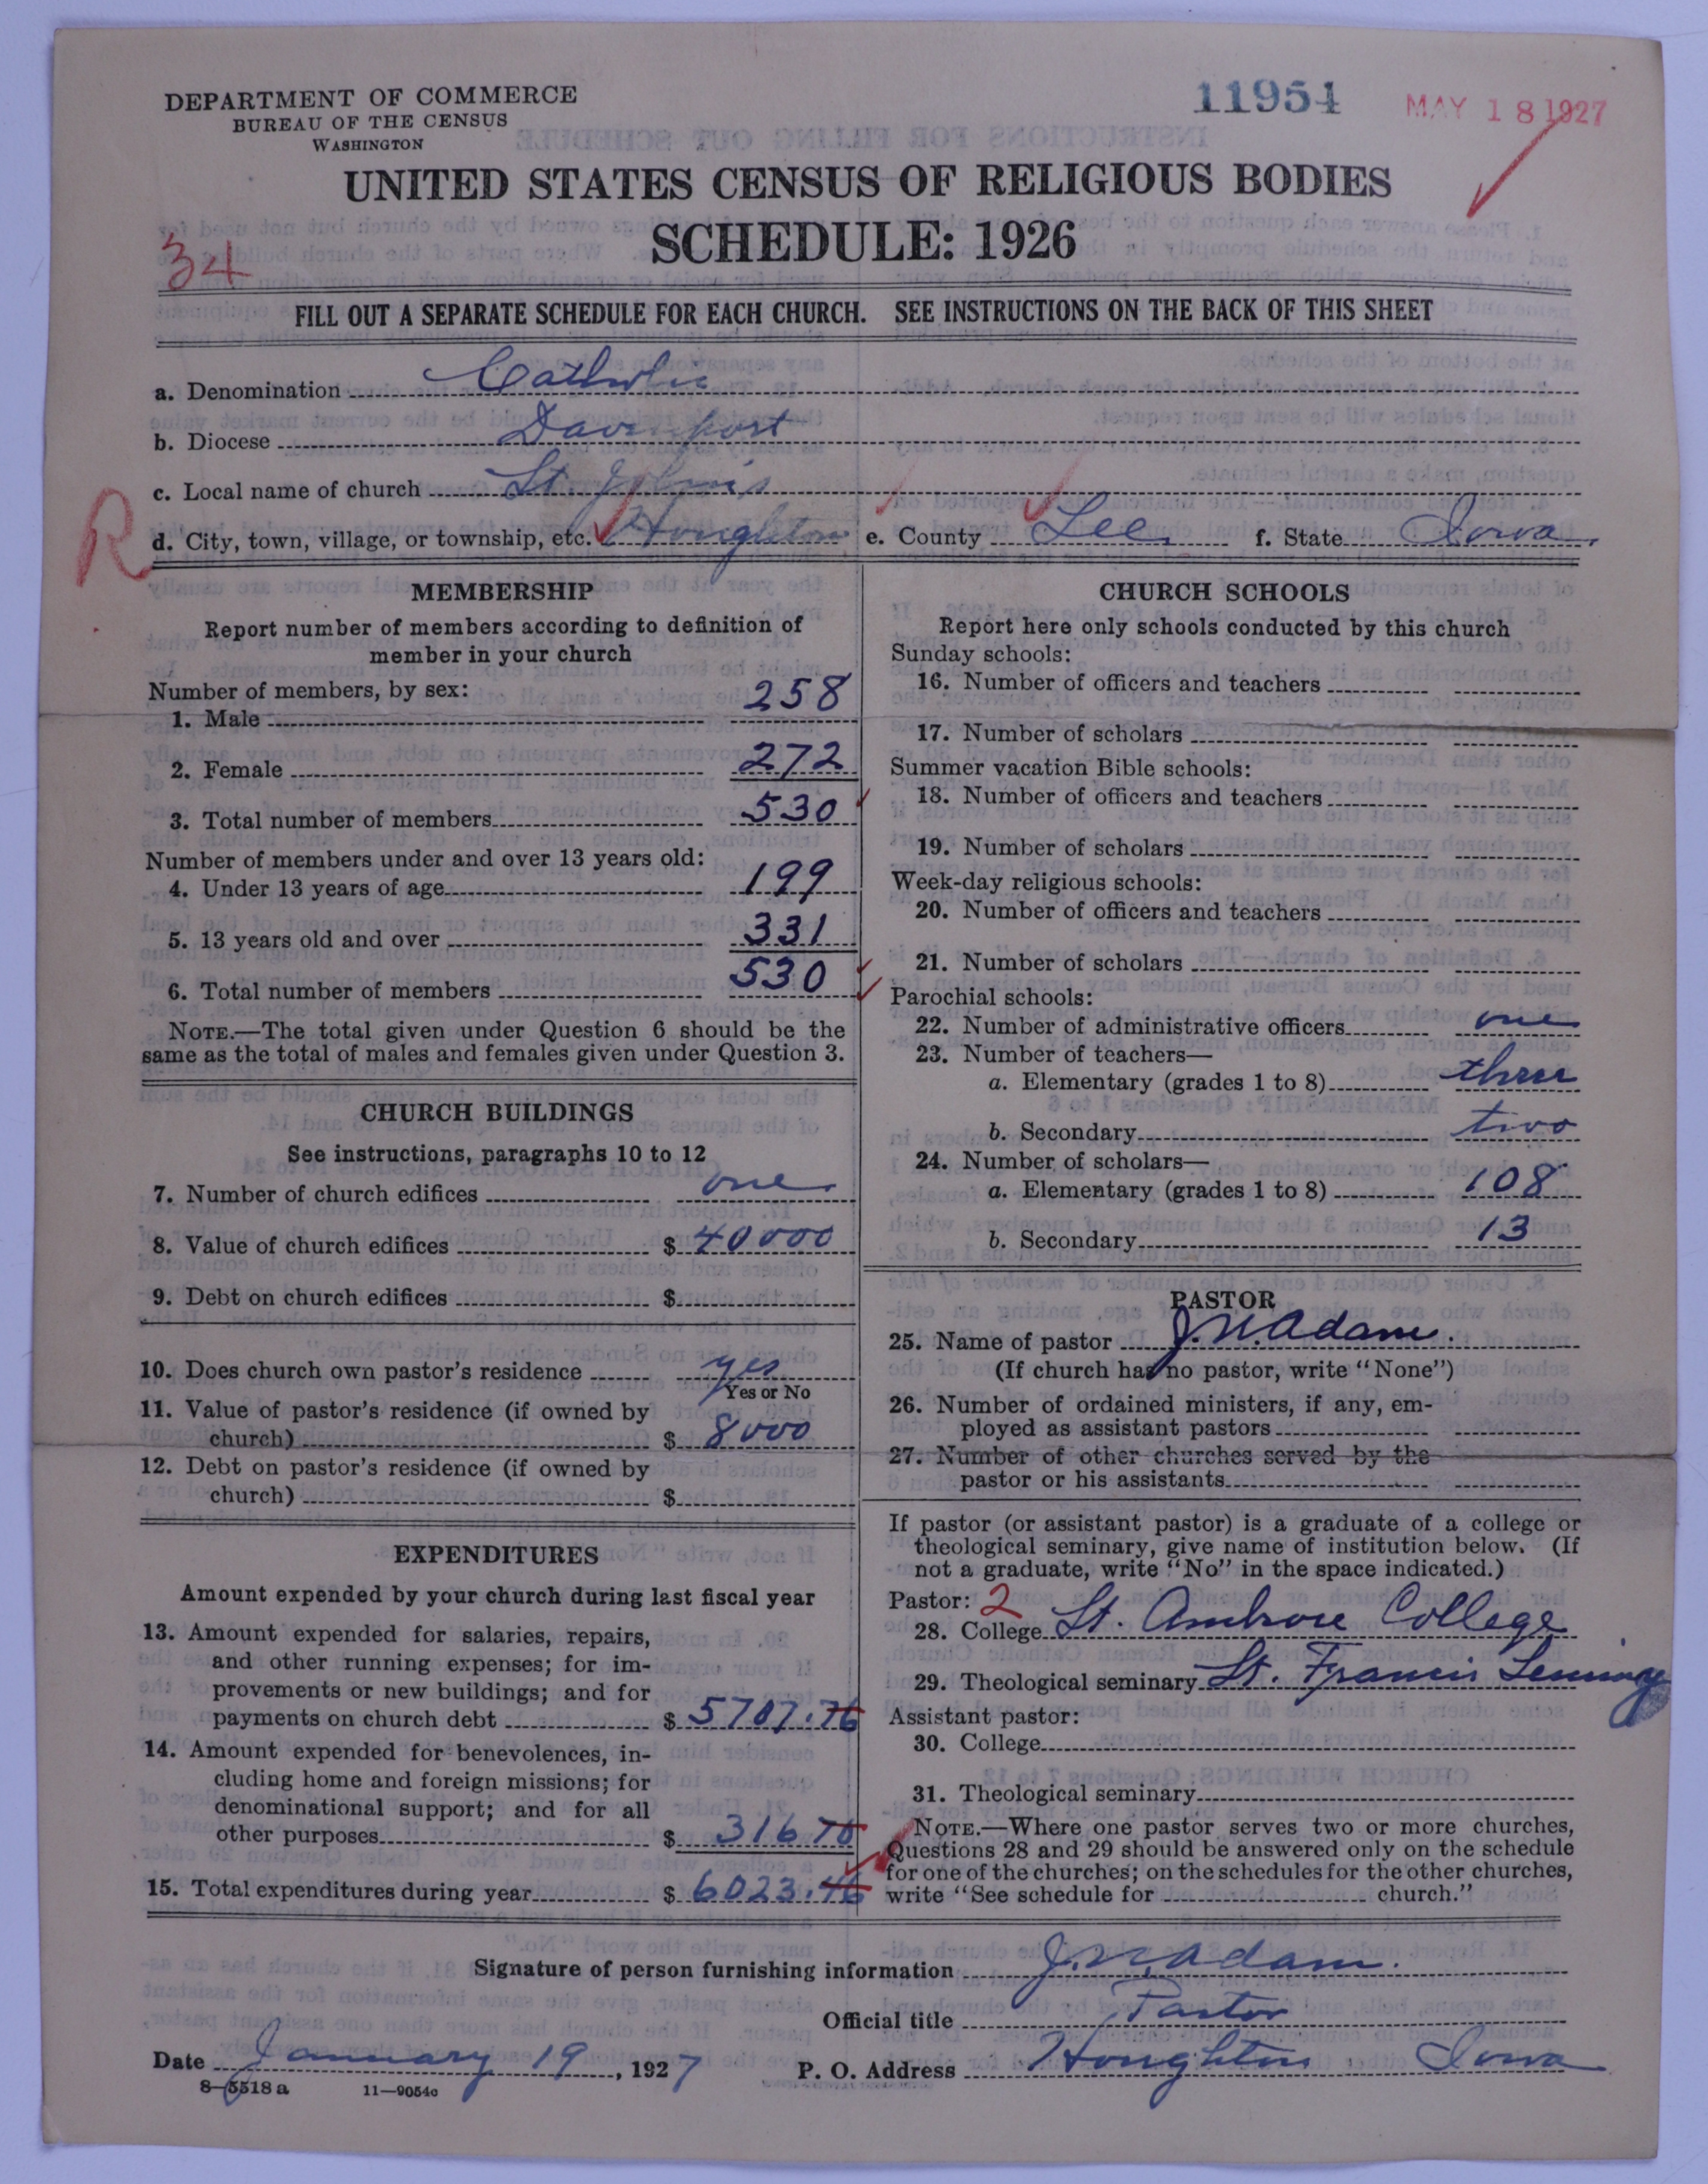 DEPARTMENT OF COMMERCE
BUREAU OF THE CENSUS
WASHINGTON
11954
MAY 18 1927
UNITED STATES CENSUS OF RELIGIOUS BODIES
SCHEDULE: 1926
34
FILL OUT A SEPARATE SCHEDULE FOR EACH CHURCH. SEE INSTRUCTIONS ON THE BACK OF THIS SHEET
a. Denomination Catholic
b. Diocese Davenport
c. Local name of church St. John's
R
d. City, town, village, or township, etc. Houghton e. County Lee f. State Iowa.
MEMBERSHIP
Report number of members according to definition of
member in your church
Number of members, by sex:
1. Male 258
2. Female 272
3. Total number of members 530
Number of members under and over 13 years old:
4. Under 13 years of age 199
5. 13 years old and over 331
6. Total number of members 530
NOTE.—The total given under Question 6 should be the
same as the total of males and females given under Question 3.
CHURCH BUILDINGS
See instructions, paragraphs 10 to 12
7. Number of church edifices one
8. Value of church edifices $ 40000
9. Debt on church edifices $
10. Does church own pastor's residence yes
Yes or No
11. Value of pastor's residence (if owned by
church) $ 8000
12. Debt on pastor's residence (if owned by
church) $
EXPENDITURES
Amount expended by your church during last fiscal year
13. Amount expended for salaries, repairs,
and other running expenses; for im-
provements or new buildings; and for
payments on church debt $ 5707.76
14. Amount expended for benevolences, in-
cluding home and foreign missions; for
denominational support; and for all
other purposes $ 316 70
15. Total expenditures during year $ 6023.46
CHURCH SCHOOLS
Report here only schools conducted by this church
Sunday schools:
16. Number of officers and teachers
17. Number of scholars
Summer vacation Bible schools:
18. Number of officers and teachers
19. Number of scholars
Week-day religious schools:
20. Number of officers and teachers
21. Number of scholars
Parochial schools:
22. Number of administrative officers one
23. Number of teachers—
a. Elementary (grades 1 to 8) three
b. Secondary two
24. Number of scholars—
a. Elementary (grades 1 to 8) 108
b. Secondary 13
PASTOR
25. Name of pastor J. N. Adam.
(If church has no pastor, write "None")
26. Number of ordained ministers, if any, em-
ployed as assistant pastors
27. Number of other churches served by the
pastor or his assistants
If pastor (or assistant pastor) is a graduate of a college or
theological seminary, give name of institution below. (If
not a graduate, write "No" in the space indicated.)
Pastor: 2
28. College St. Ambrose College
29. Theological seminary St. Francis
Assistant pastor:
30. College
31. Theological seminary
NOTE.—Where one pastor serves two or more churches,
Questions 28 and 29 should be answered only on the schedule
for one of the churches; on the schedules for the other churches,
write "See schedule for church."
Signature of person furnishing information J. N. Adam.
Official title Pastor
Date January 19, 1927 P. O. Address Houghton Iowa
8—5518 a 11—9054c